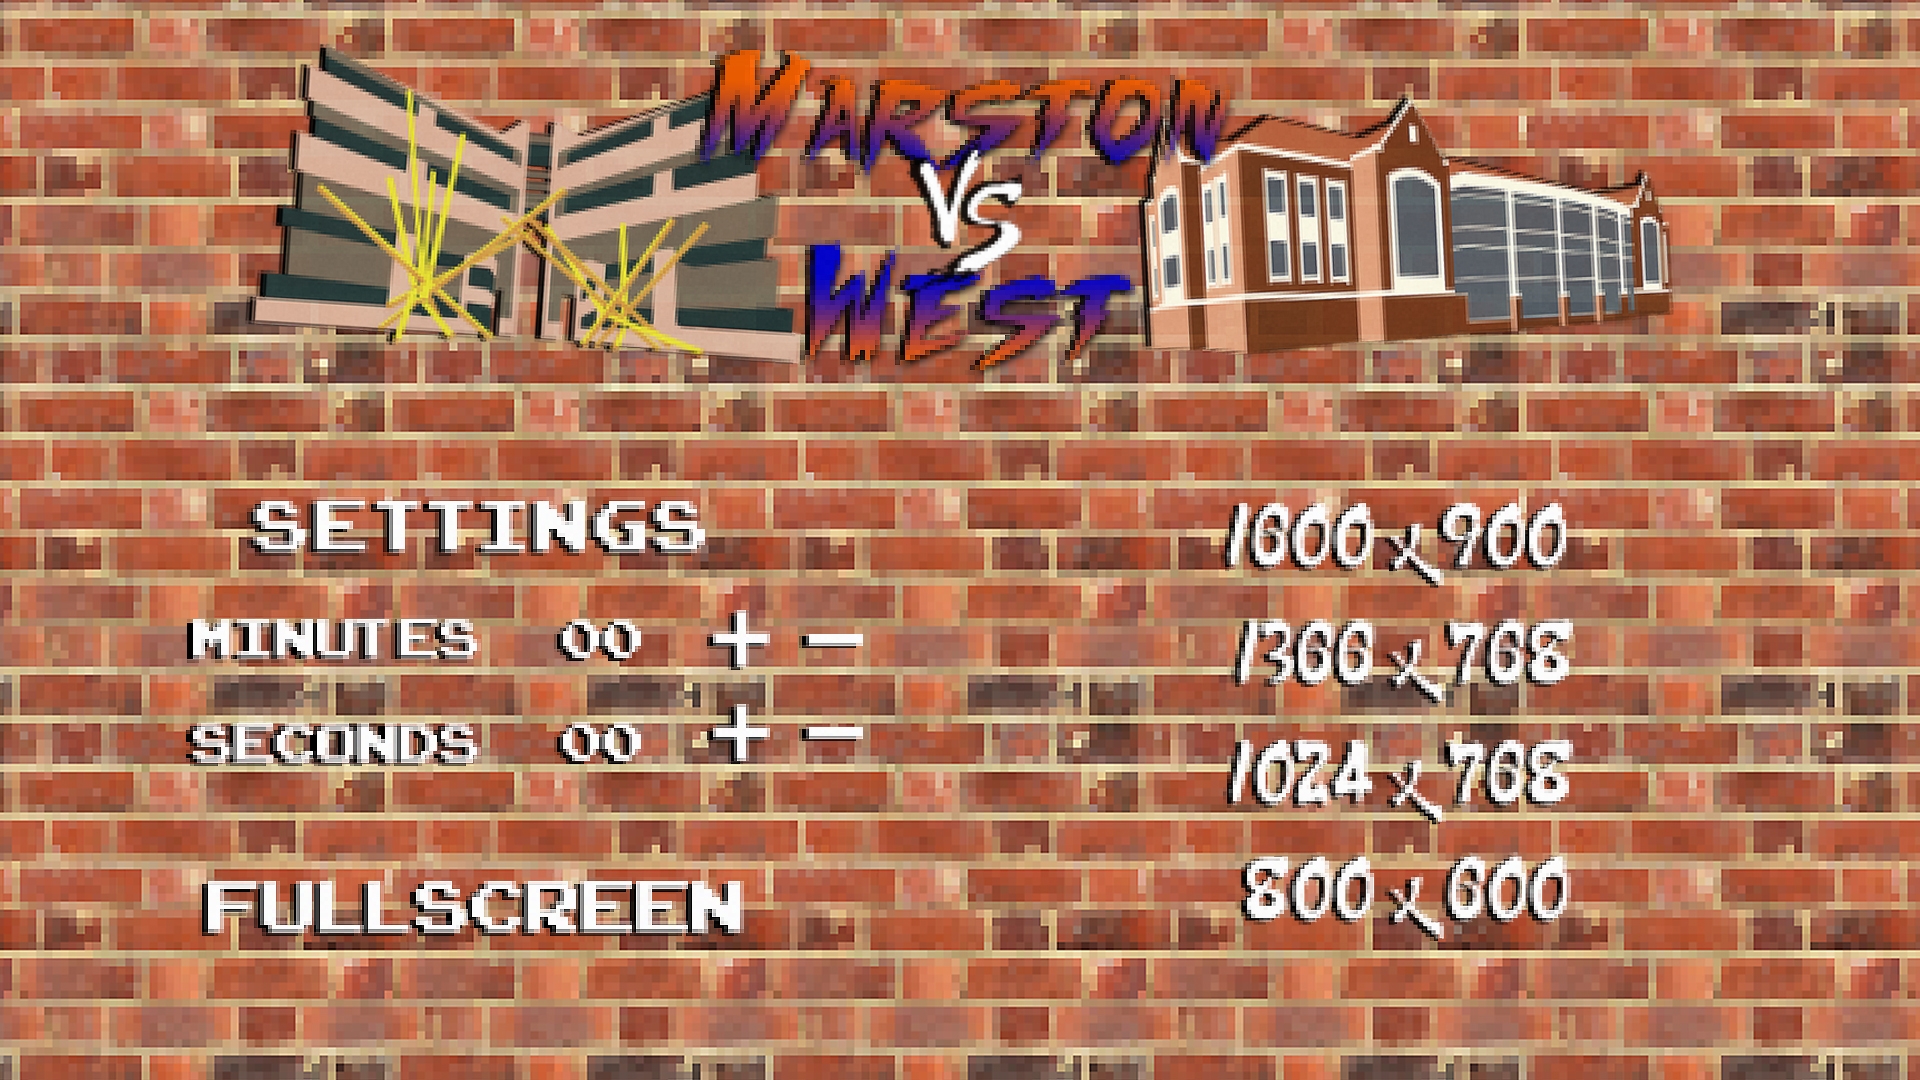 MARSTON
VS
WEST
SETTINGS
MINUTES 00 + -
SECONDS 00 + -
FULLSCREEN
1600 x 900
1366 x 768
1024 x 768
800 x 600